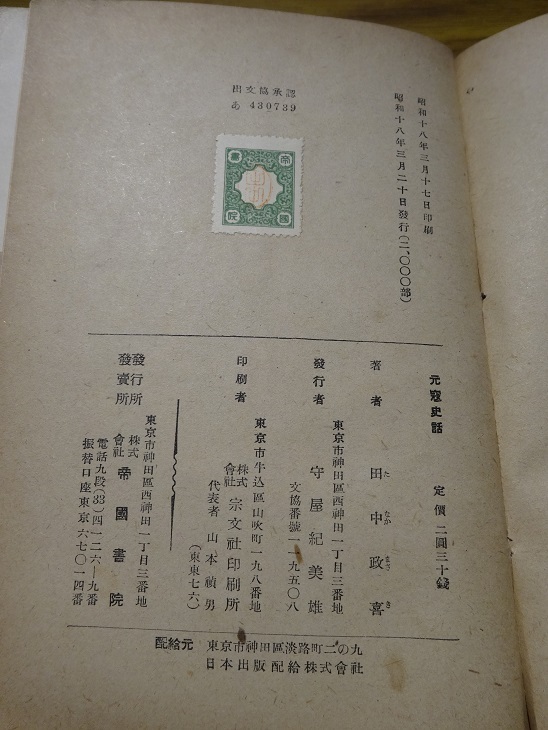 出文協承認
あ 430739
帝
書
國
院
昭和十八年三月十七日印刷
昭和十八年三月二十日發行(二、〇〇〇部)
元寇史話 定價 二圓三十錢
著者 田中政喜
た なか まさ き
東京市神田區西神田一丁目三番地
發行者 守屋紀美雄
文協番號一一九五〇八
東京市牛込區山吹町一九八番地
印刷者 株式會社 宗文社印刷所
代表者 山本禎男
(東東七六)
發行所
發賣所
東京市神田區西神田一丁目三番地
株式會社 帝國書院
電話九段(33)四一二六—九番
振替口座東京六七〇一四番
配給元 東京市神田區淡路町二の九
日本出版配給株式會社